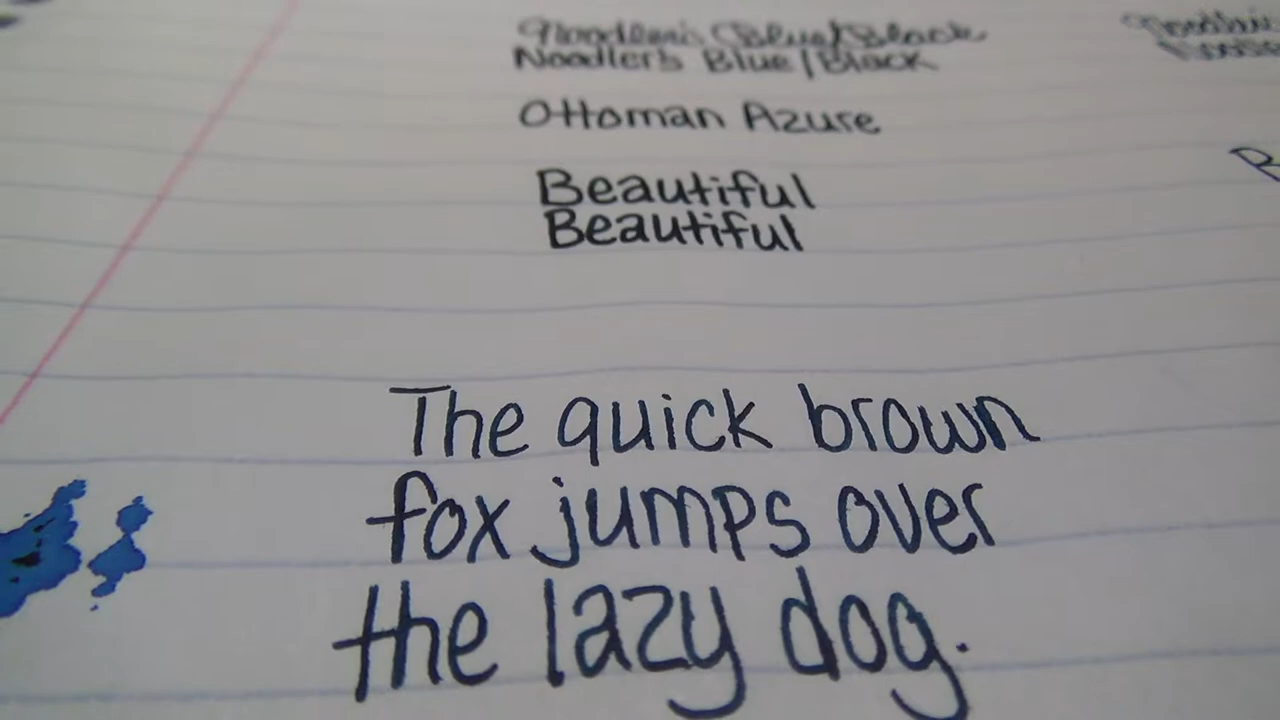 Noodler's Blue/Black
Noodler's Blue/Black
Ottoman Azure
Beautiful
Beautiful
The quick brown
fox jumps over
the lazy dog.